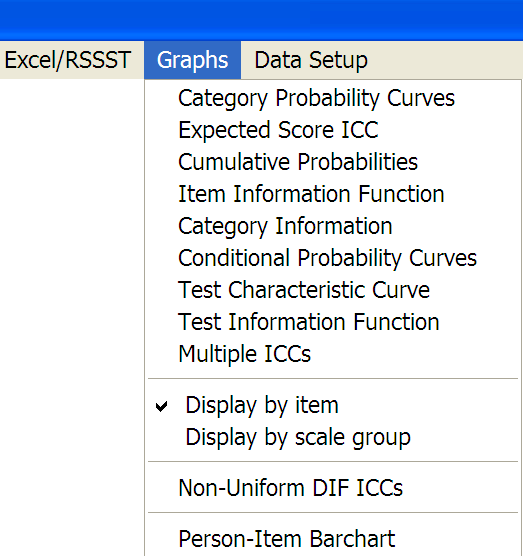 Excel/RSSST Graphs Data Setup
Category Probability Curves
Expected Score ICC
Cumulative Probabilities
Item Information Function
Category Information
Conditional Probability Curves
Test Characteristic Curve
Test Information Function
Multiple ICCs
Display by item
Display by scale group
Non-Uniform DIF ICCs
Person-Item Barchart